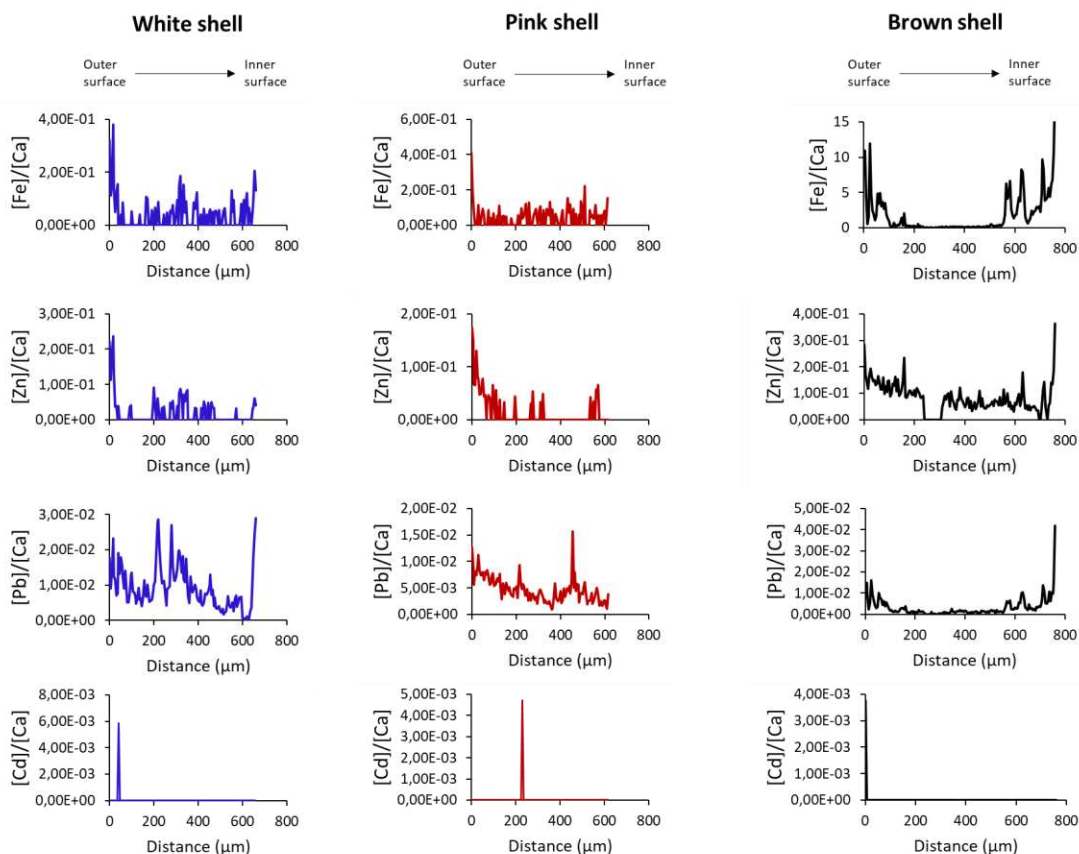 White shell
Pink shell
Brown shell
Outer surface
Inner surface
Outer surface
Inner surface
Outer surface
Inner surface
[Fe]/[Ca]
4,00E-01
2,00E-01
0,00E+00
0 200 400 600 800
Distance (µm)
[Fe]/[Ca]
6,00E-01
4,00E-01
2,00E-01
0,00E+00
0 200 400 600 800
Distance (µm)
[Fe]/[Ca]
15
10
5
0
0 200 400 600 800
Distance (µm)
[Zn]/[Ca]
3,00E-01
2,00E-01
1,00E-01
0,00E+00
0 200 400 600 800
Distance (µm)
[Zn]/[Ca]
2,00E-01
1,00E-01
0,00E+00
0 200 400 600 800
Distance (µm)
[Zn]/[Ca]
4,00E-01
3,00E-01
2,00E-01
1,00E-01
0,00E+00
0 200 400 600 800
Distance (µm)
[Pb]/[Ca]
3,00E-02
2,00E-02
1,00E-02
0,00E+00
0 200 400 600 800
Distance (µm)
[Pb]/[Ca]
2,00E-02
1,50E-02
1,00E-02
5,00E-03
0,00E+00
0 200 400 600 800
Distance (µm)
[Pb]/[Ca]
5,00E-02
4,00E-02
3,00E-02
2,00E-02
1,00E-02
0,00E+00
0 200 400 600 800
Distance (µm)
[Cd]/[Ca]
8,00E-03
6,00E-03
4,00E-03
2,00E-03
0,00E+00
0 200 400 600 800
Distance (µm)
[Cd]/[Ca]
5,00E-03
4,00E-03
3,00E-03
2,00E-03
1,00E-03
0,00E+00
0 200 400 600 800
Distance (µm)
[Cd]/[Ca]
4,00E-03
3,00E-03
2,00E-03
1,00E-03
0,00E+00
0 200 400 600 800
Distance (µm)